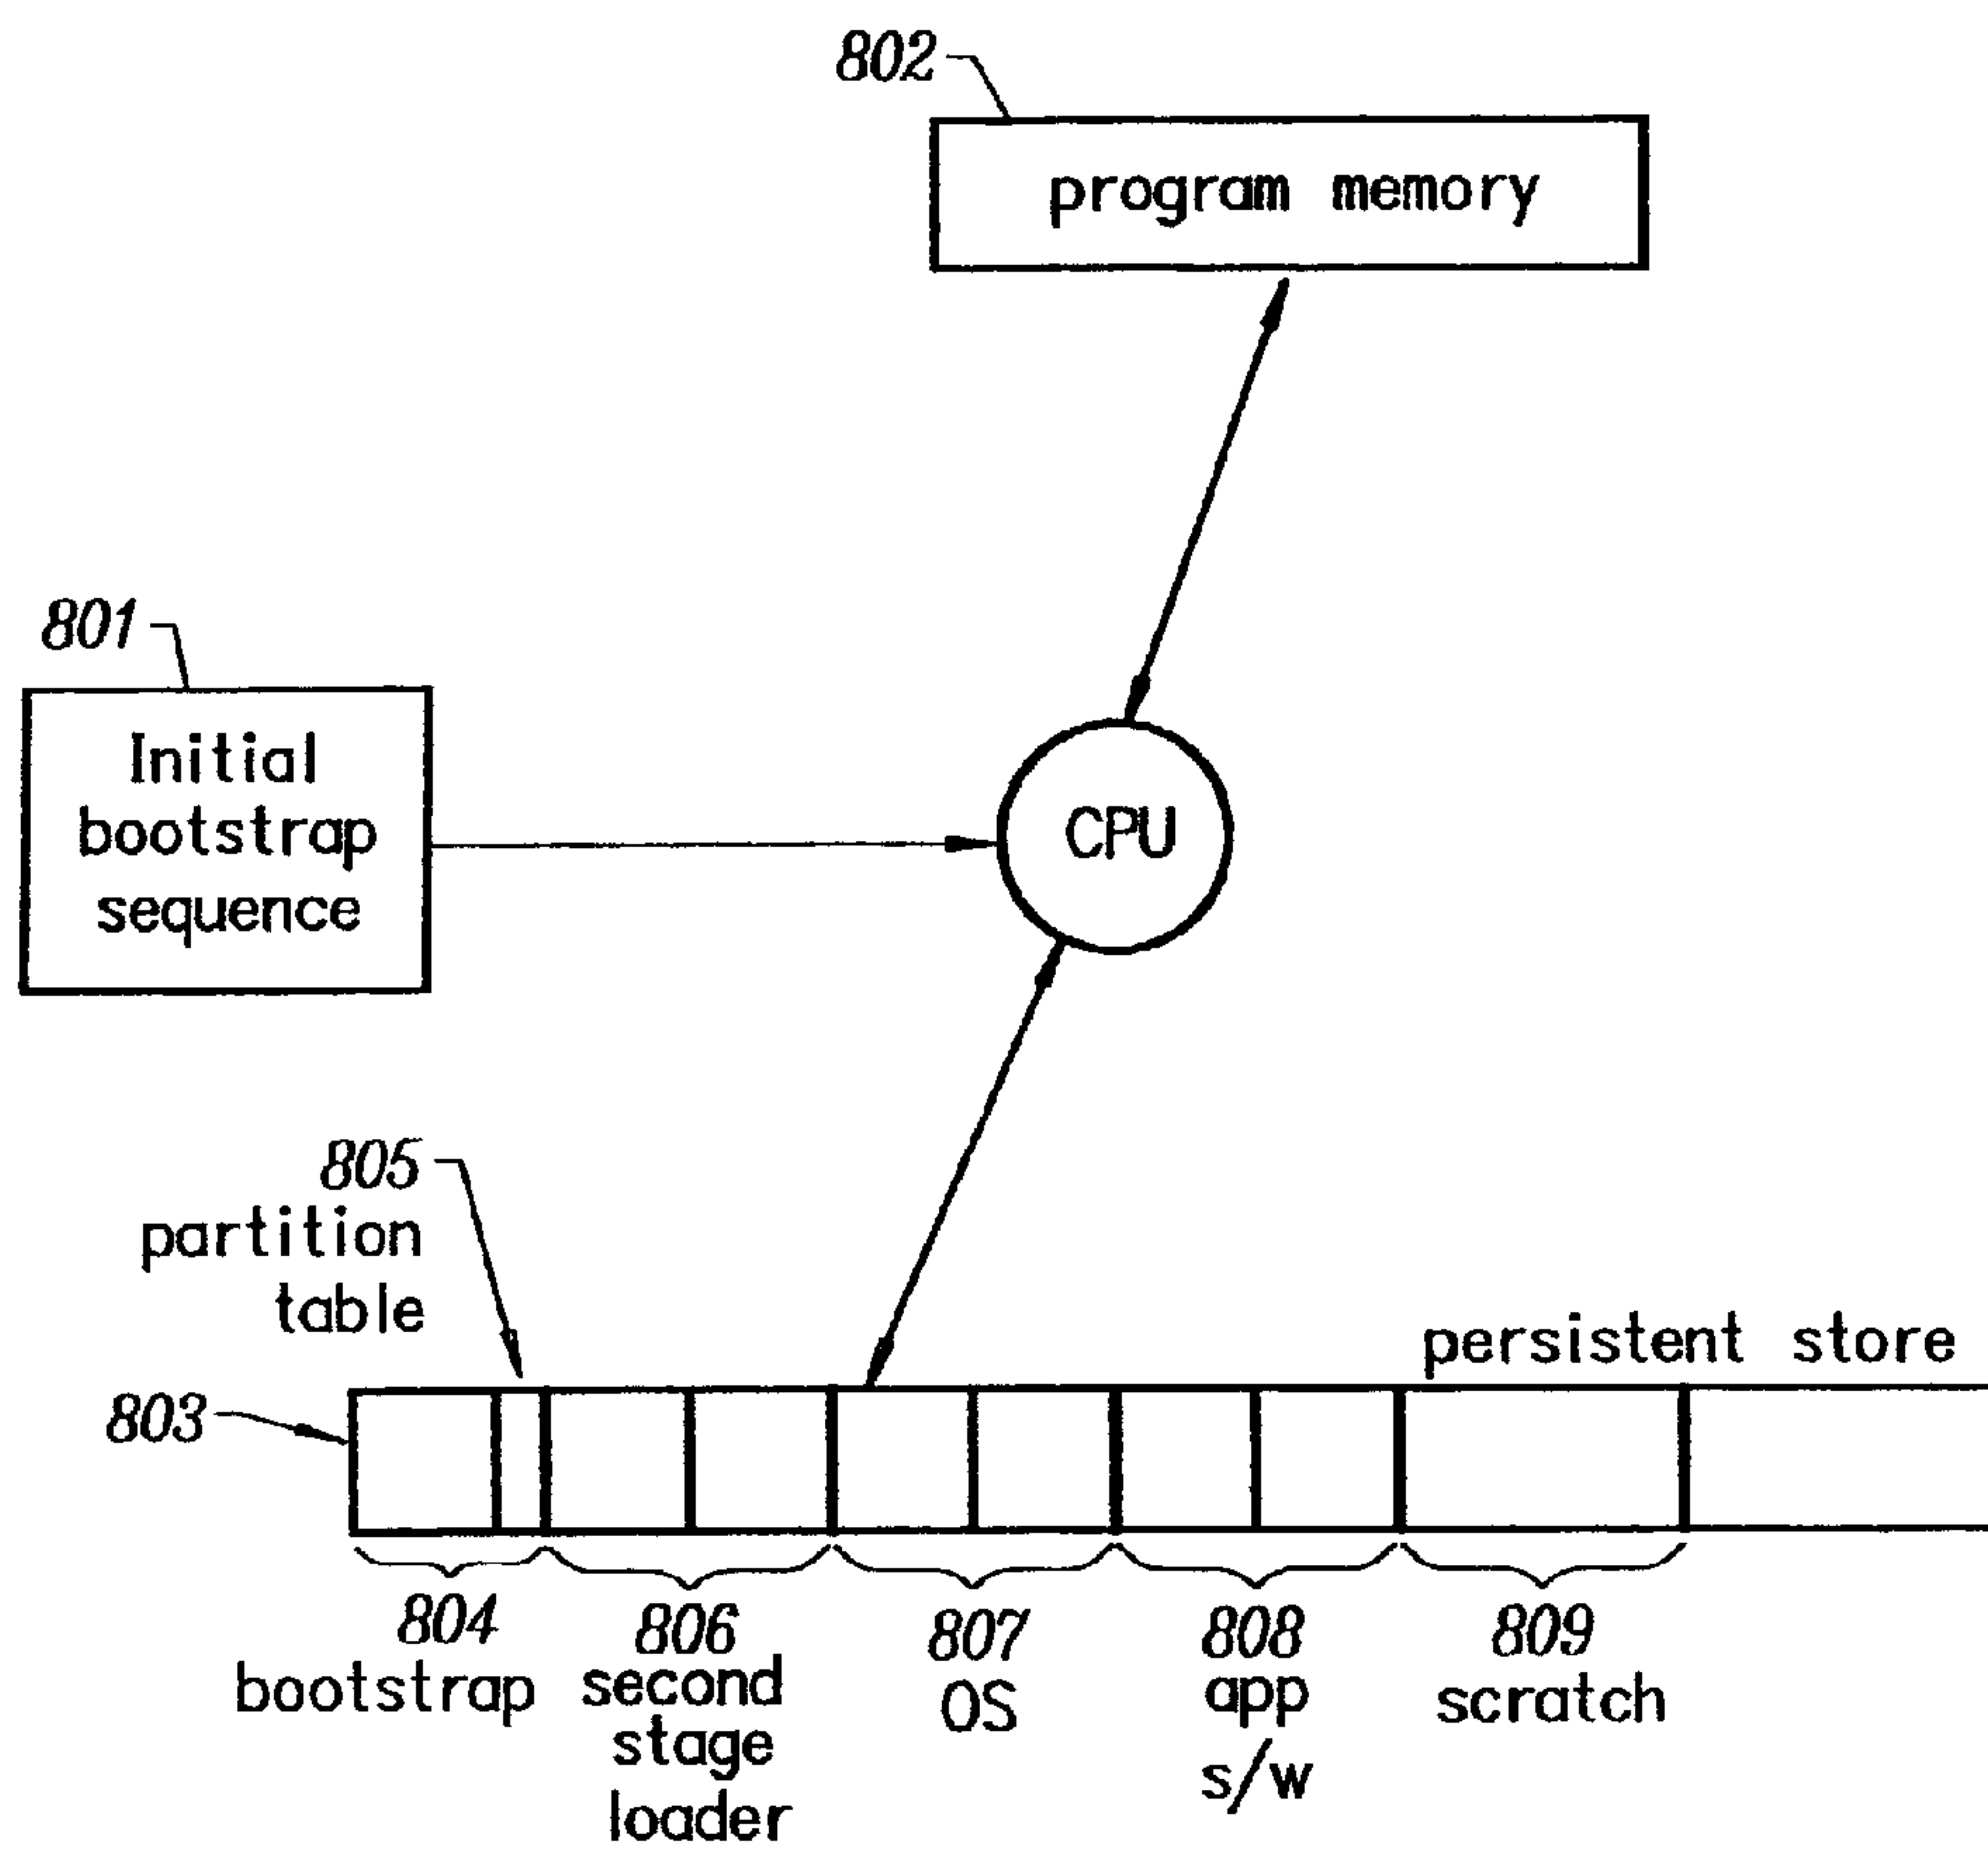 802
program memory
801
Initial
bootstrap
sequence
CPU
805
partition
table
persistent store
803
804
bootstrap
806
second
stage
loader
807
OS
808
app
s/w
809
scratch